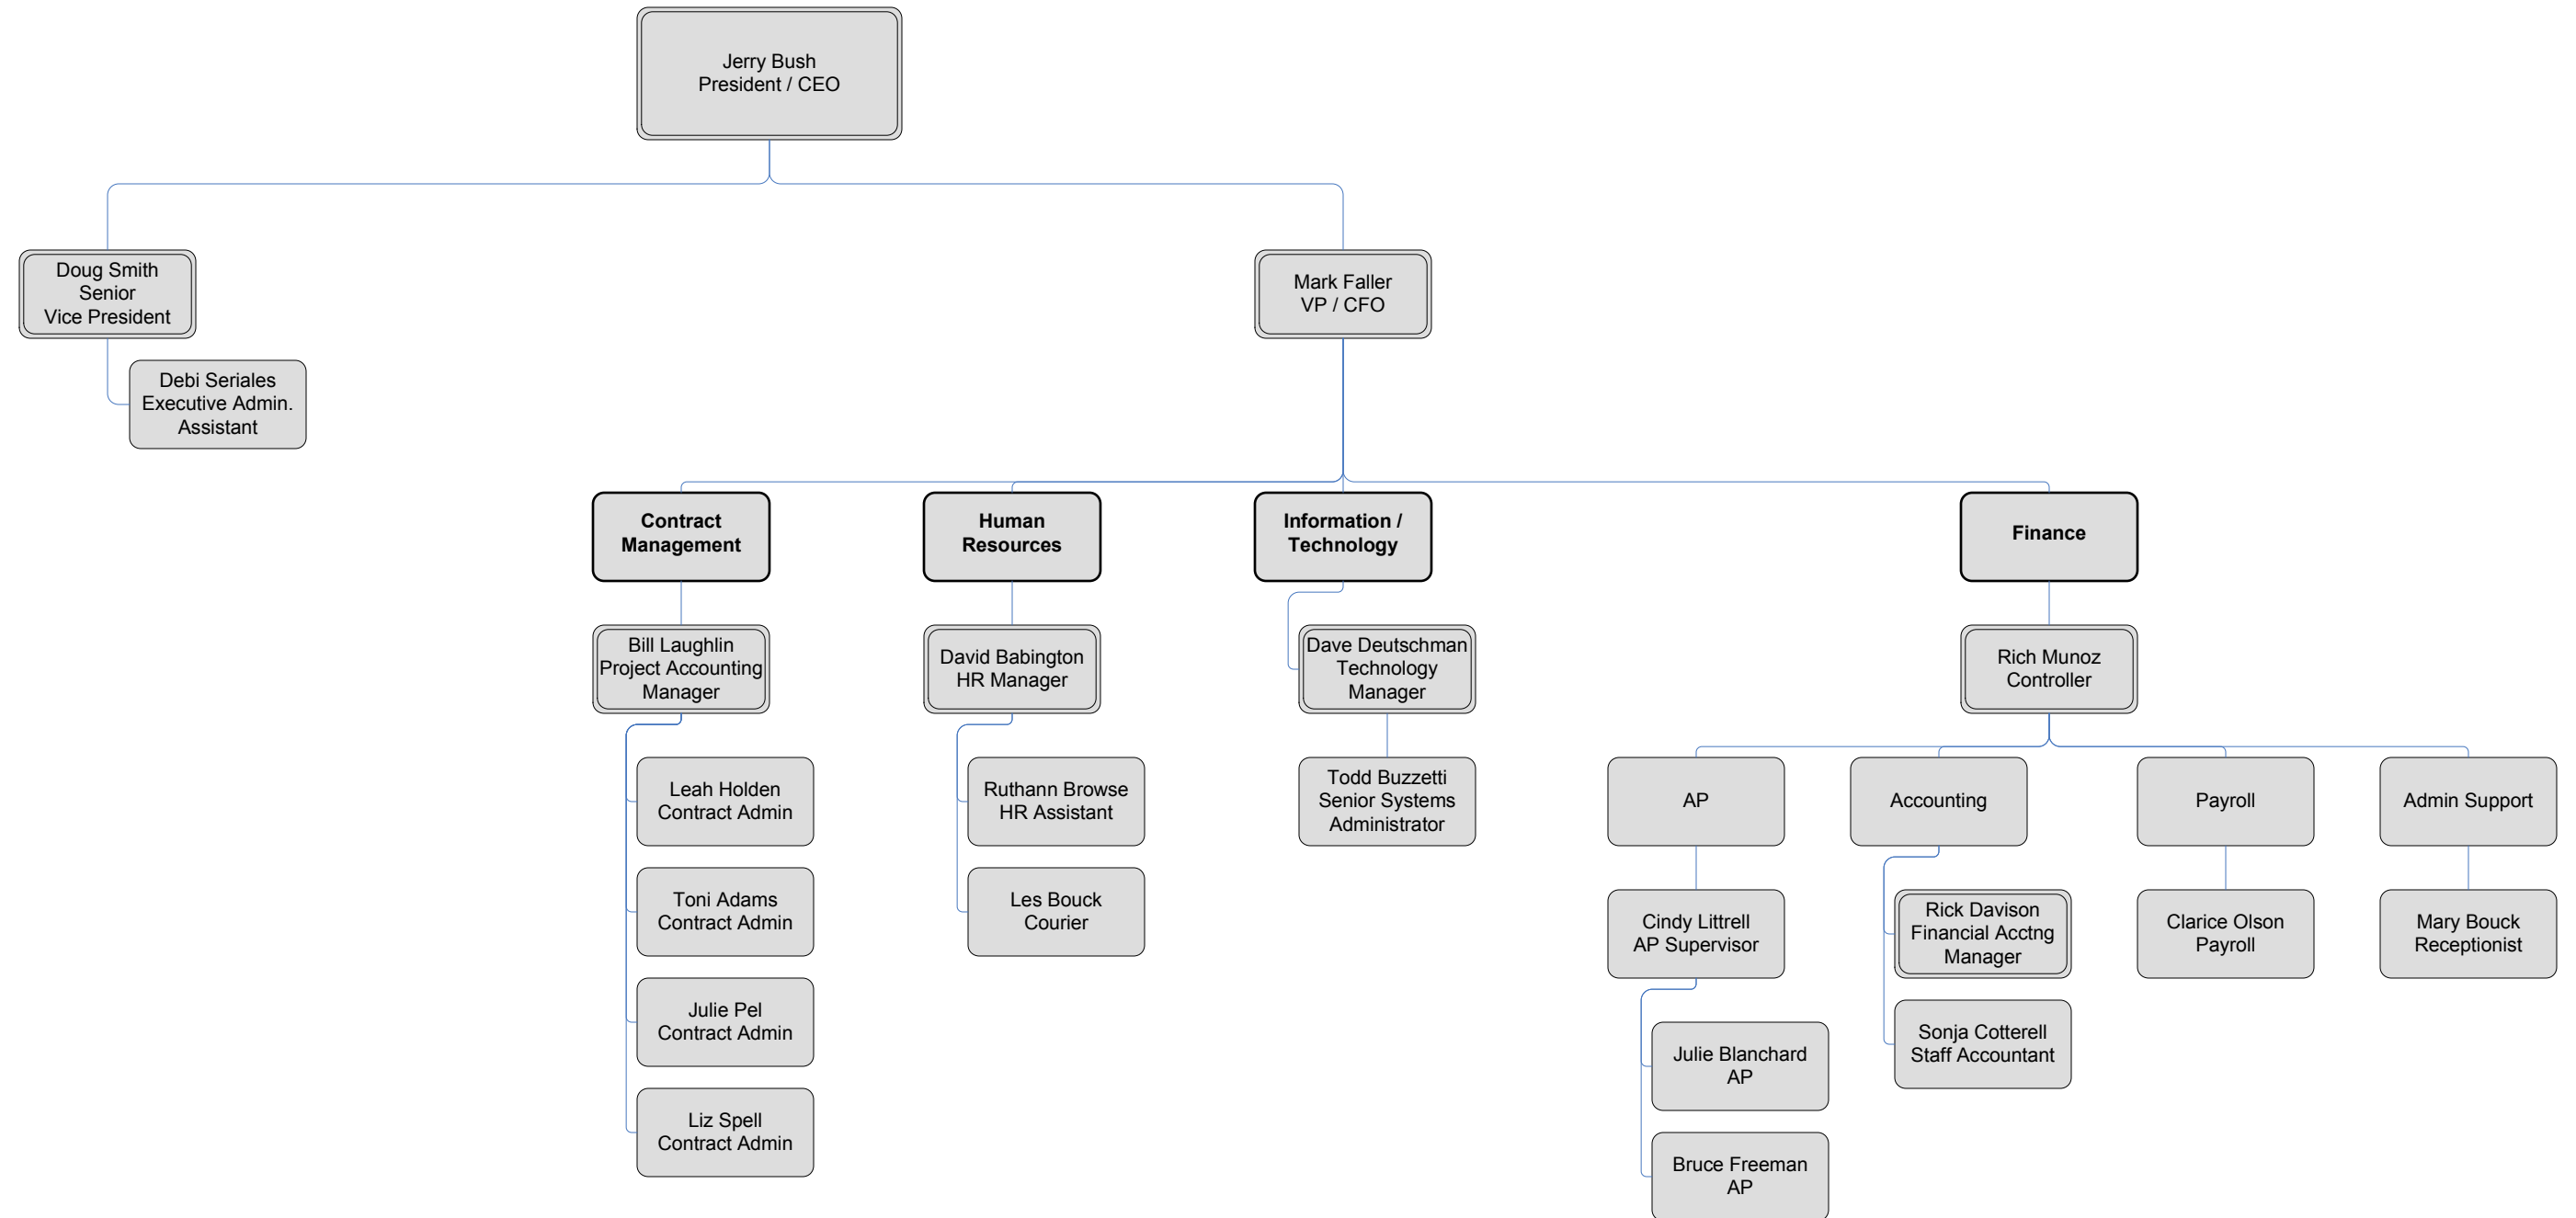 Jerry Bush
President / CEO
Doug Smith
Senior
Vice President
Mark Faller
VP / CFO
Debi Seriales
Executive Admin.
Assistant
Contract
Management
Human
Resources
Information /
Technology
Finance
Bill Laughlin
Project Accounting
Manager
David Babington
HR Manager
Dave Deutschman
Technology
Manager
Rich Munoz
Controller
Leah Holden
Contract Admin
Ruthann Browse
HR Assistant
Todd Buzzetti
Senior Systems
Administrator
AP
Accounting
Payroll
Admin Support
Toni Adams
Contract Admin
Les Bouck
Courier
Cindy Littrell
AP Supervisor
Rick Davison
Financial Acctng
Manager
Clarice Olson
Payroll
Mary Bouck
Receptionist
Julie Pel
Contract Admin
Julie Blanchard
AP
Sonja Cotterell
Staff Accountant
Liz Spell
Contract Admin
Bruce Freeman
AP